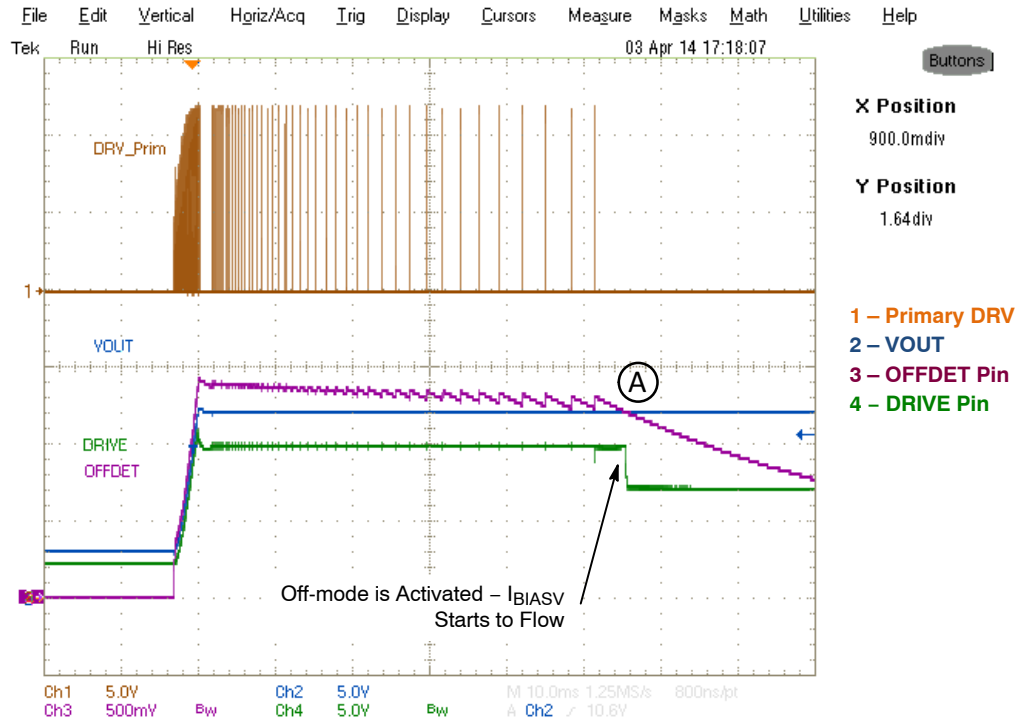 File Edit Vertical Horiz/Acq Trig Display Cursors Measure Masks Math Utilities Help
Tek Run Hi Res 03 Apr 14 17:18:07
Buttons
X Position
900.0mdiv
Y Position
1.64div
DRV_Prim
1
VOUT
1 – Primary DRV
2 – VOUT
3 – OFFDET Pin
4 – DRIVE Pin
A
DRIVE
OFFDET
Off-mode is Activated – IBIASV
Starts to Flow
Ch1 5.0V Ch2 5.0V M 10.0ms 1.25MS/s 800ns/pt
Ch3 500mV BW Ch4 5.0V BW A Ch2 ∕ 10.6V